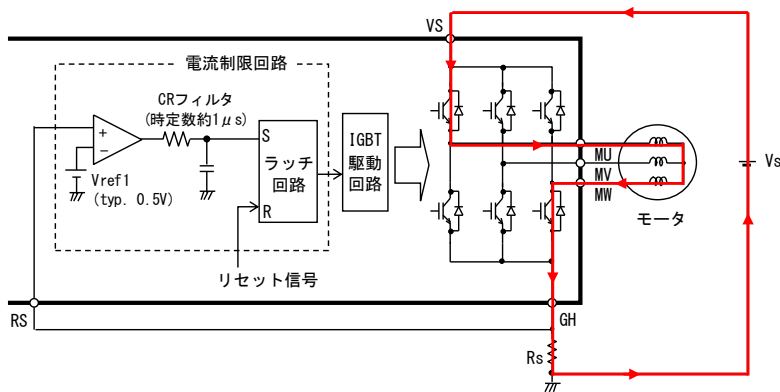 VS
電流制限回路
CRフィルタ
(時定数約1μs)
S
ラッチ
回路
R
IGBT
駆動
回路
Vref1
(typ. 0.5V)
リセット信号
MU
MV
MW
モータ
Vs
RS
GH
Rs